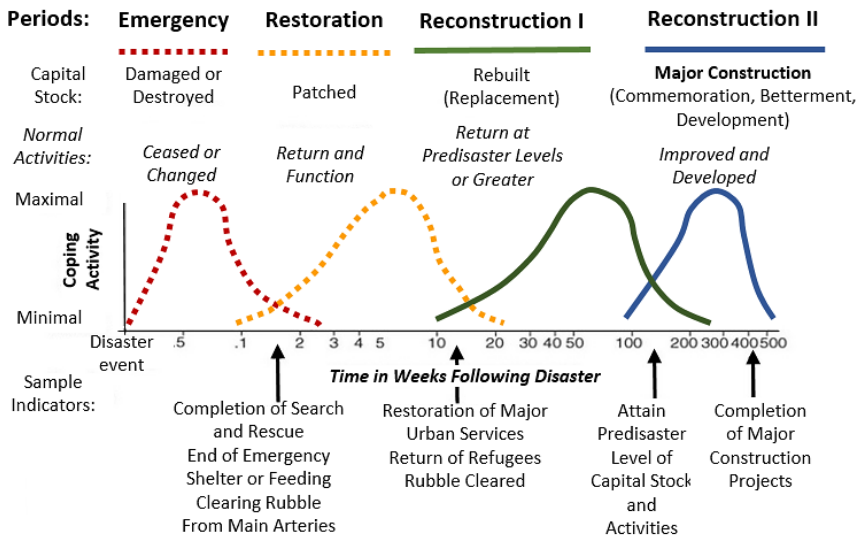 Periods: Emergency Restoration Reconstruction I Reconstruction II
Capital Stock:
Damaged or Destroyed
Patched
Rebuilt
(Replacement)
Major Construction
(Commemoration, Betterment,
Development)
Normal
Activities:
Ceased or
Changed
Return and
Function
Return at
Predisaster Levels
or Greater
Improved and
Developed
Maximal
Coping
Activity
Minimal
Disaster
event
.5 .1 2 3 4 5 10 20 30 40 50 100 200 300 400 500
Time in Weeks Following Disaster
Sample
Indicators:
Completion of Search
and Rescue
End of Emergency
Shelter or Feeding
Clearing Rubble
From Main Arteries
Restoration of Major
Urban Services
Return of Refugees
Rubble Cleared
Attain
Predisaster
Level of
Capital Stock
and
Activities
Completion
of Major
Construction
Projects